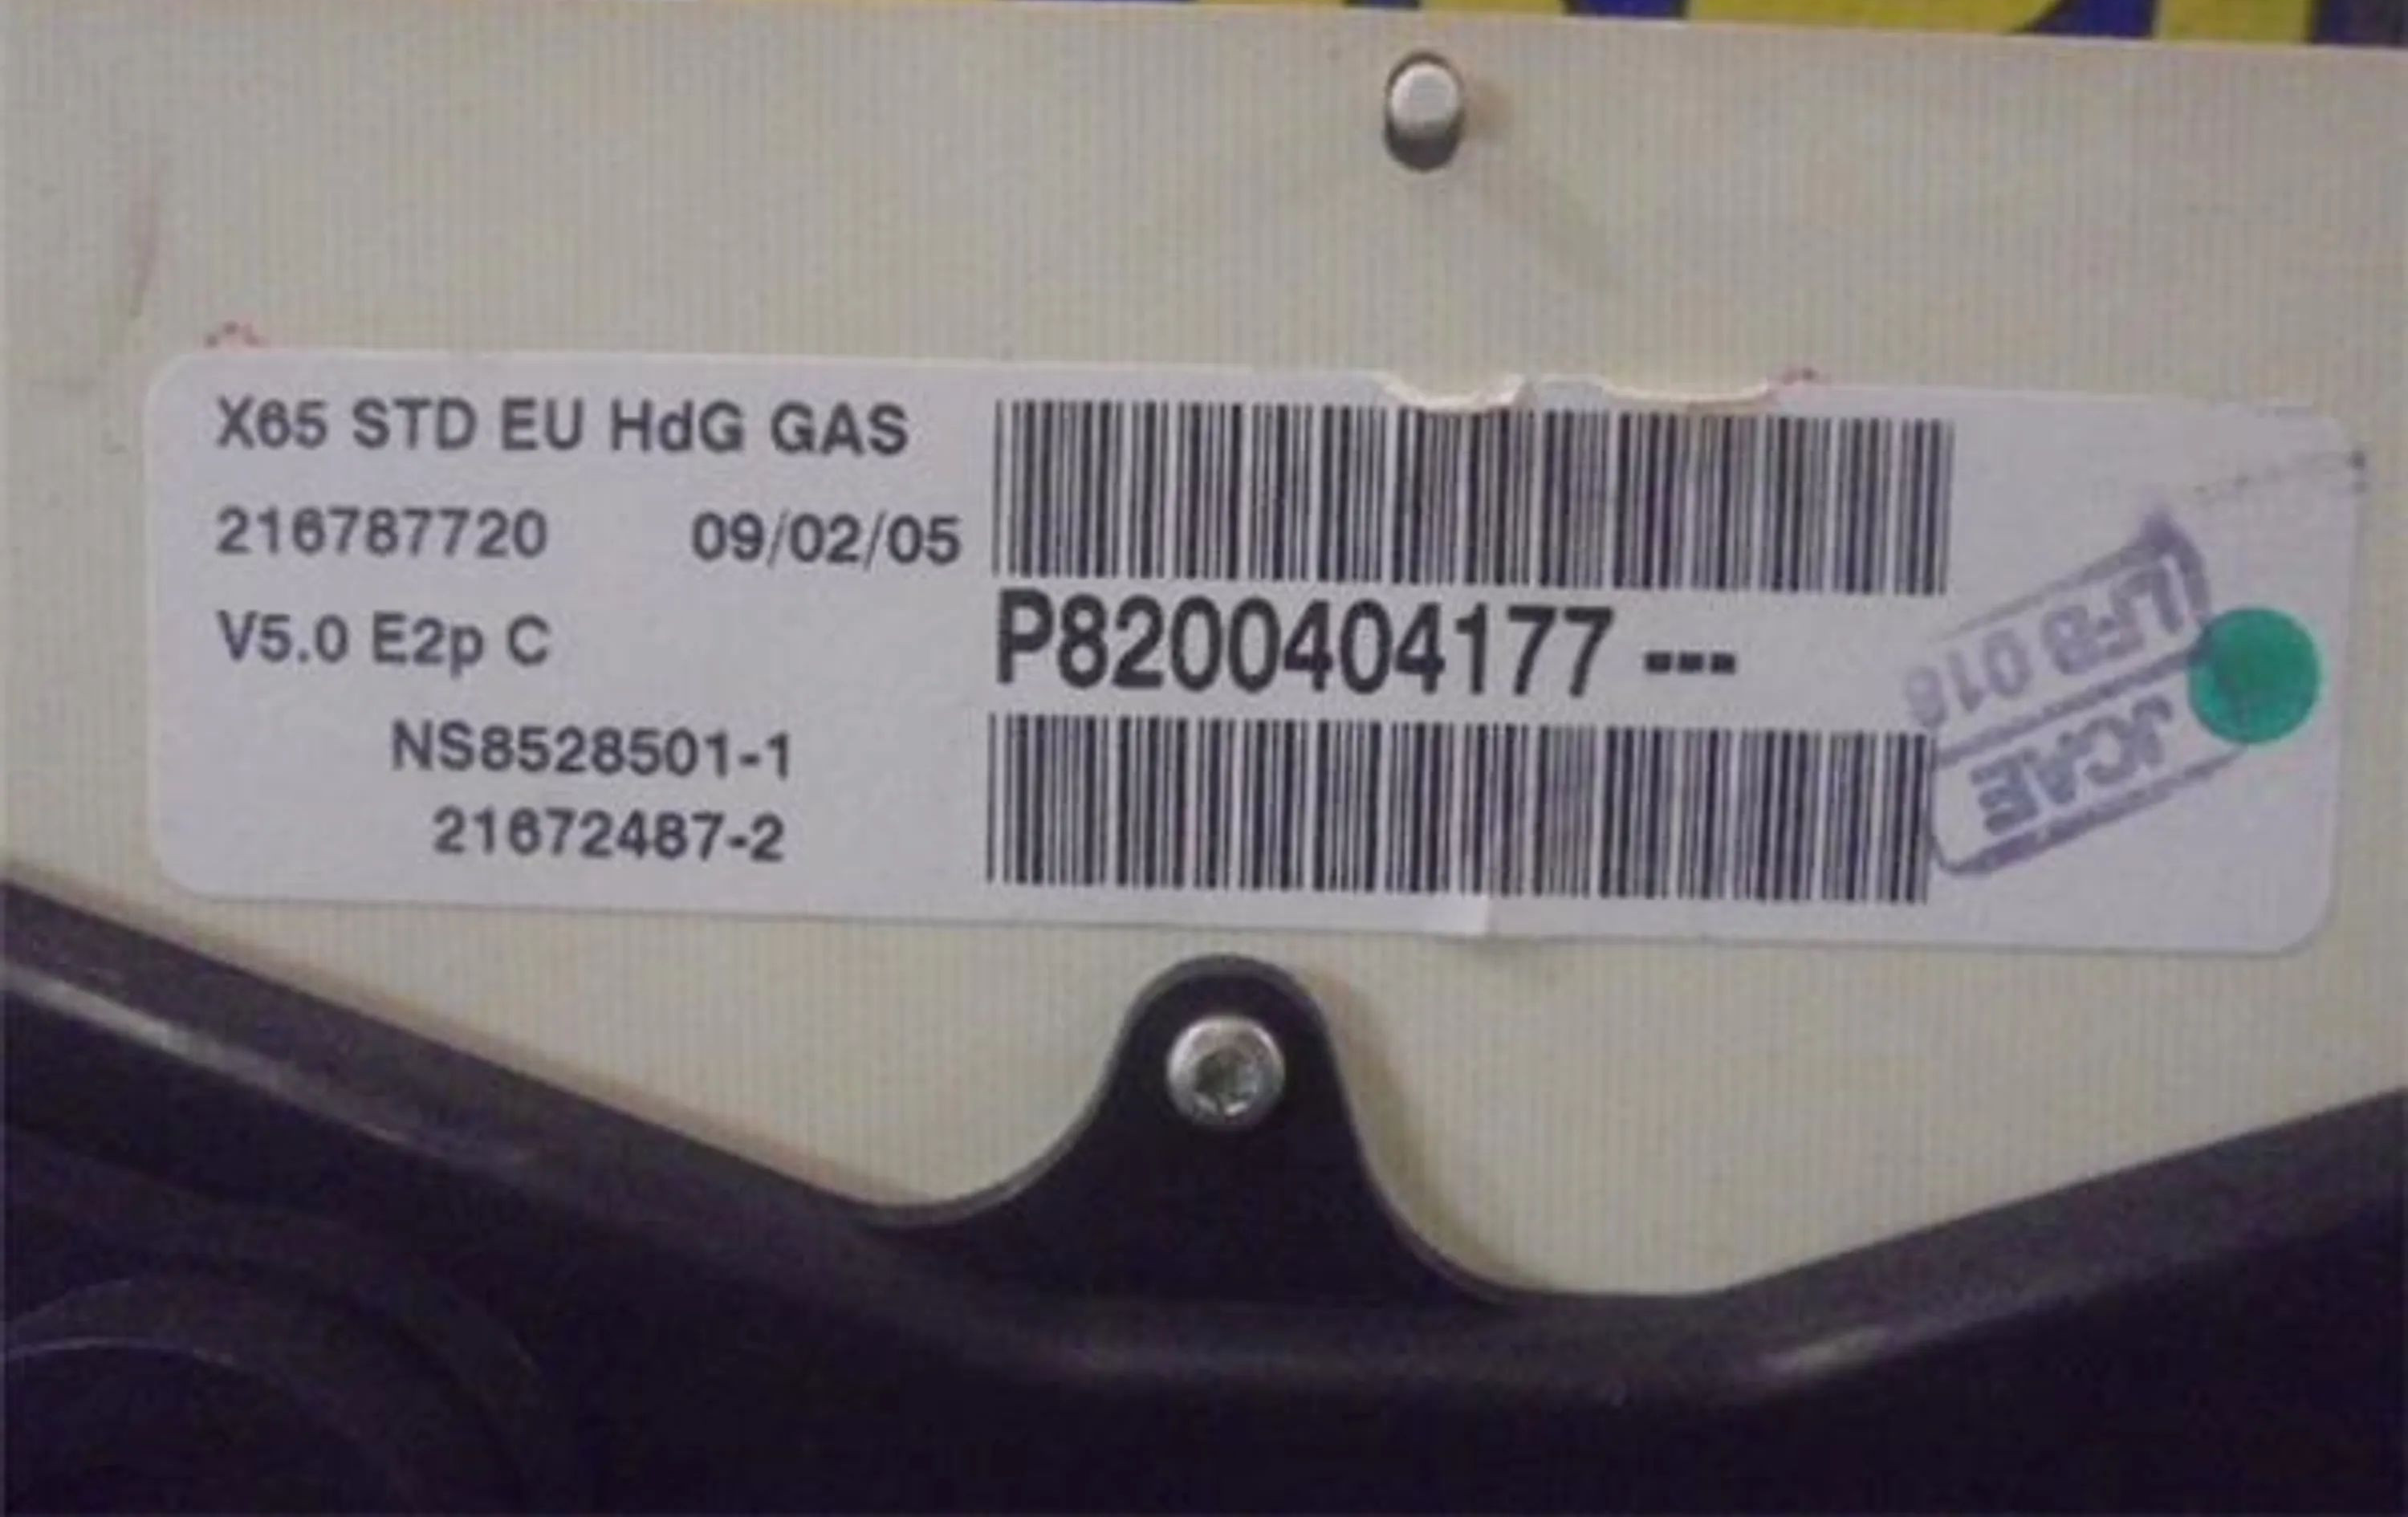 X65 STD EU HdG GAS
216787720 09/02/05
V5.0 E2p C
NS8528501-1
21672487-2
P8200404177 ---
JCAE
LFB 018